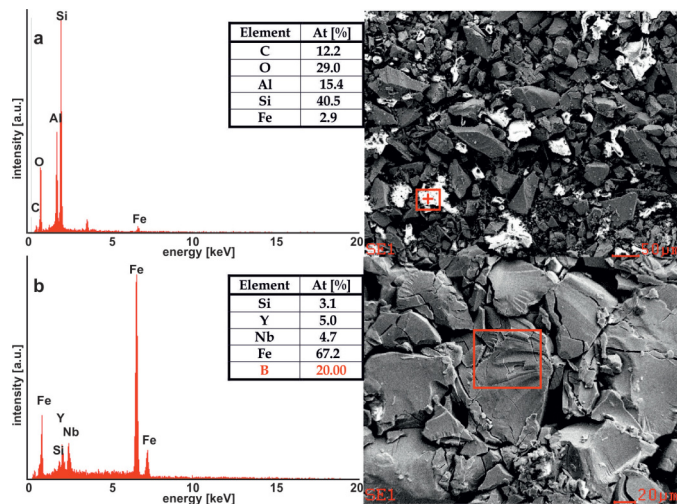 a
Si
Al
O
C
Fe
intensity [a.u.]
0 5 10 15 20
energy [keV]
Element At [%]
C 12.2
O 29.0
Al 15.4
Si 40.5
Fe 2.9
SE1 50µm
b
Fe
Fe
Y
Nb
Si
Fe
intensity [a.u.]
0 5 10 15 20
energy [keV]
Element At [%]
Si 3.1
Y 5.0
Nb 4.7
Fe 67.2
B 20.00
SE1 20µm